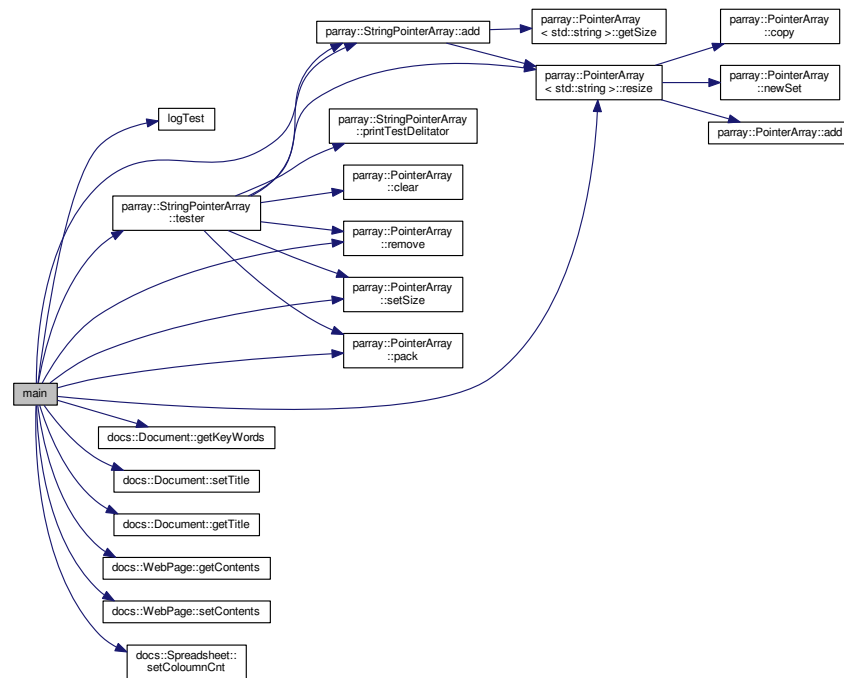 parray::StringPointerArray::add
parray::PointerArray
< std::string >::getSize
parray::PointerArray
::copy
parray::PointerArray
< std::string >::resize
parray::PointerArray
::newSet
parray::PointerArray::add
logTest
parray::StringPointerArray
::printTestDelitator
parray::PointerArray
::clear
parray::StringPointerArray
::tester
parray::PointerArray
::remove
parray::PointerArray
::setSize
parray::PointerArray
::pack
main
docs::Document::getKeyWords
docs::Document::setTitle
docs::Document::getTitle
docs::WebPage::getContents
docs::WebPage::setContents
docs::Spreadsheet::
setColoumnCnt